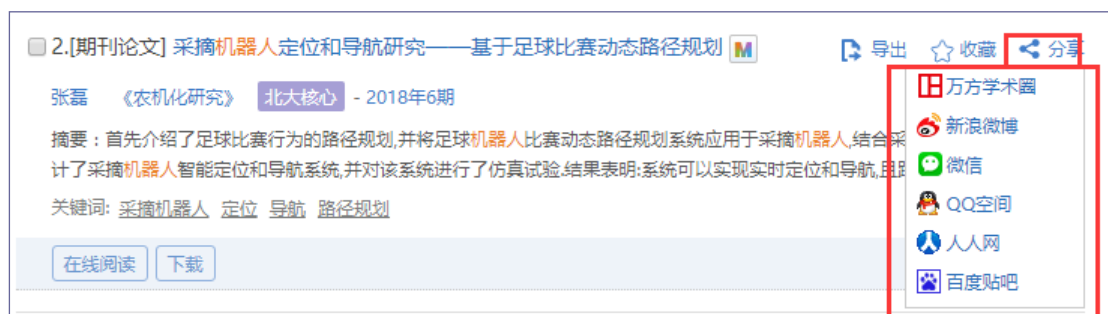 2.[期刊论文] 采摘机器人定位和导航研究——基于足球比赛动态路径规划 M 导出 收藏 分享
张磊 《农机化研究》 北大核心 - 2018年6期
摘要：首先介绍了足球比赛行为的路径规划,并将足球机器人比赛动态路径规划系统应用于采摘机器人,结合采
计了采摘机器人智能定位和导航系统,并对该系统进行了仿真试验.结果表明:系统可以实现实时定位和导航,且
关键词: 采摘机器人 定位 导航 路径规划
在线阅读 下载
万方学术圈
新浪微博
微信
QQ空间
人人网
百度贴吧